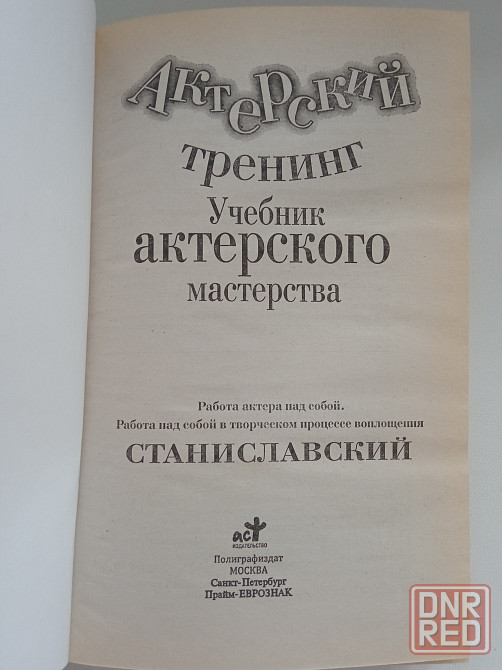 Актерский
тренинг
Учебник
актерского
мастерства
Работа актера над собой.
Работа над собой в творческом процессе воплощения
СТАНИСЛАВСКИЙ
аст
издательство
Полиграфиздат
МОСКВА
Санкт-Петербург
Прайм-ЕВРОЗНАК
DNR
RED